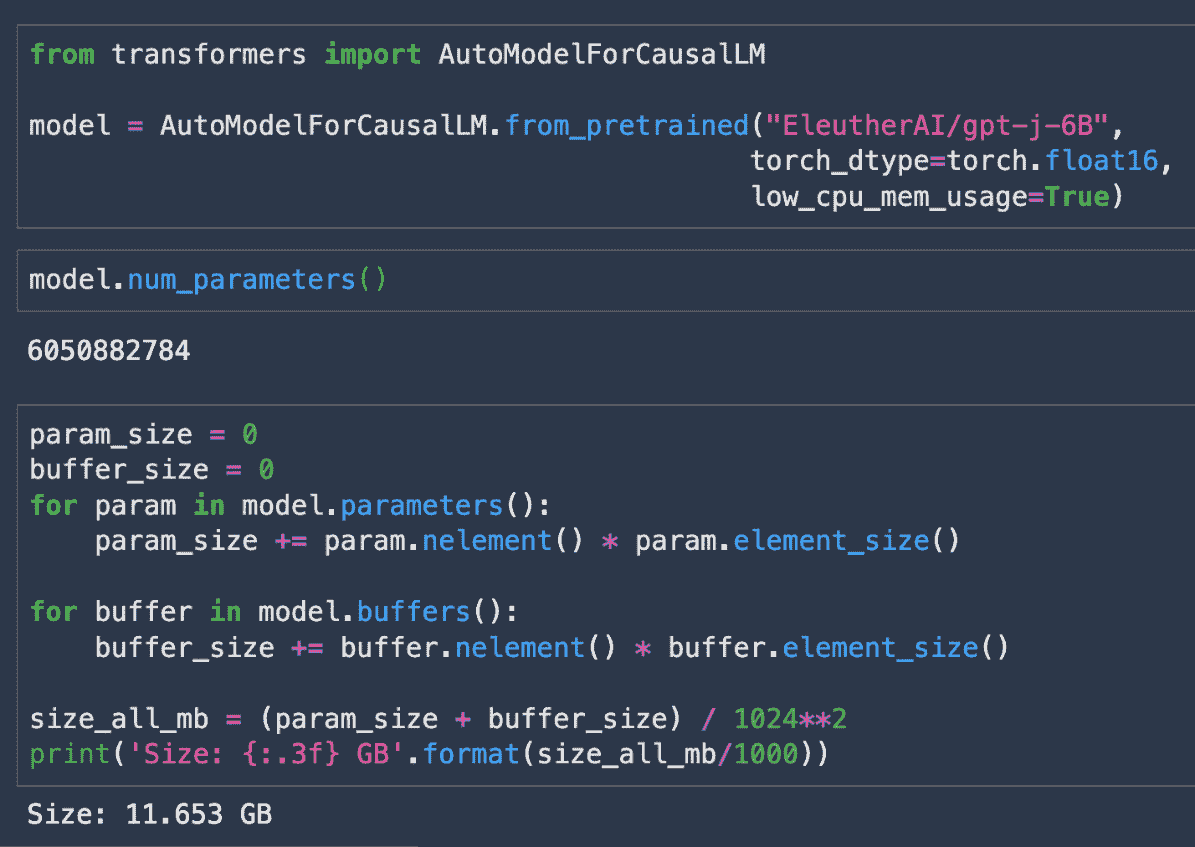 from transformers import AutoModelForCausalLM
model = AutoModelForCausalLM.from_pretrained("EleutherAI/gpt-j-6B",
torch_dtype=torch.float16,
low_cpu_mem_usage=True)
model.num_parameters()
6050882784
param_size = 0
buffer_size = 0
for param in model.parameters():
    param_size += param.nelement() * param.element_size()
for buffer in model.buffers():
    buffer_size += buffer.nelement() * buffer.element_size()
size_all_mb = (param_size + buffer_size) / 1024**2
print('Size: {:.3f} GB'.format(size_all_mb/1000))
Size: 11.653 GB